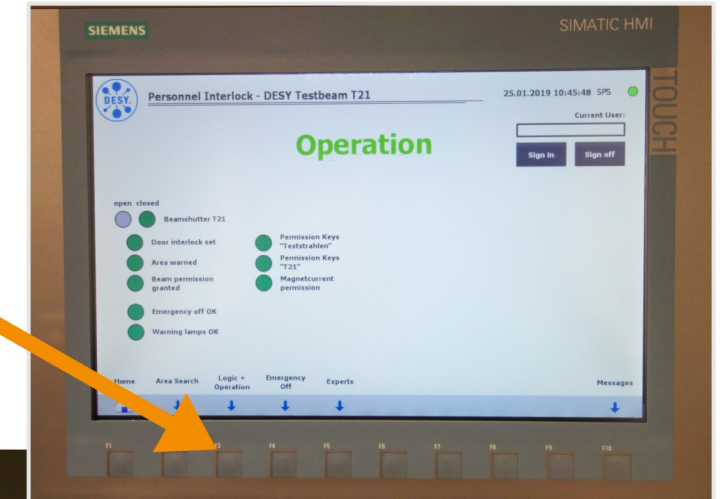 SIEMENS
SIMATIC HMI
TOUCH
DESY.
Personnel Interlock - DESY Testbeam T21
25.01.2019 10:45:48 SPS
Current User:
Operation
Sign in
Sign off
open closed
Beamshutter T21
Door interlock set
Permission Keys
"Teststrahlen"
Area warned
Permission Keys
"T21"
Beam permission
granted
Magnetcurrent
permission
Emergency off OK
Warning lamps OK
Home
Area Search
Logic +
Operation
Emergency
Off
Experts
Messages
F1
F3
F4
F5
F6
F7
F8
F9
F10